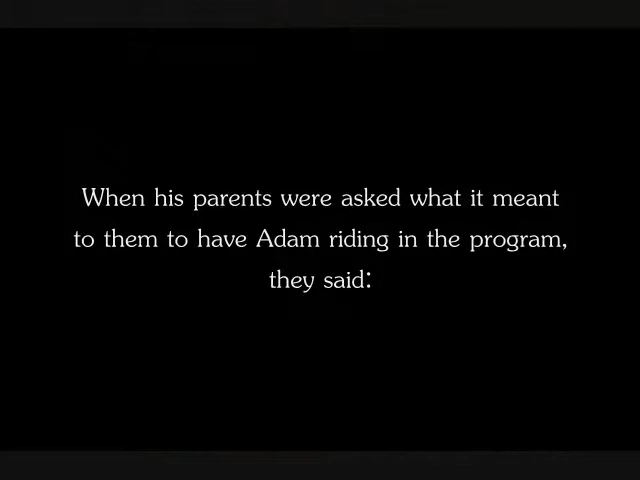 When his parents were asked what it meant
to them to have Adam riding in the program,
they said: